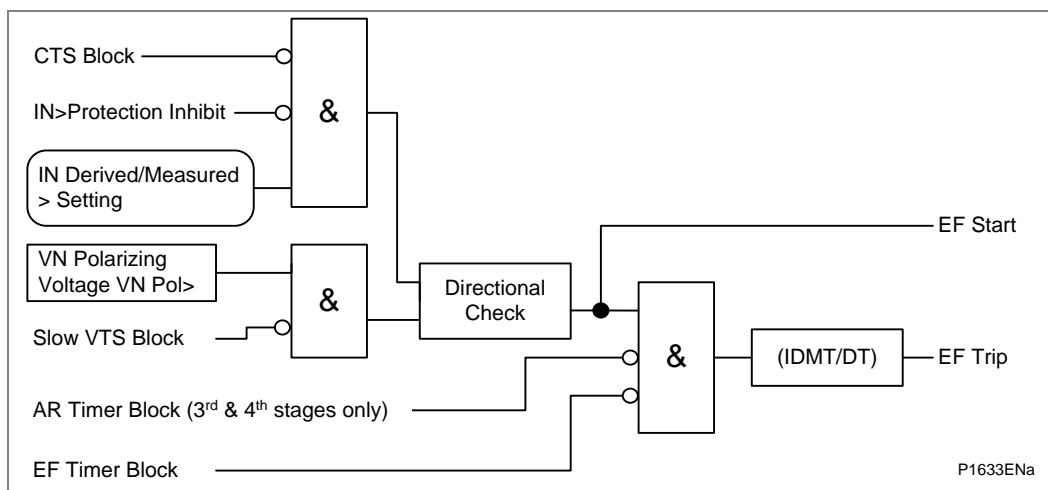 CTS Block
IN>Protection Inhibit
&
IN Derived/Measured
> Setting
EF Start
VN Polarizing
Voltage VN Pol>
&
Directional
Check
Slow VTS Block
&
(IDMT/DT)
EF Trip
AR Timer Block (3rd & 4th stages only)
EF Timer Block
P1633ENa